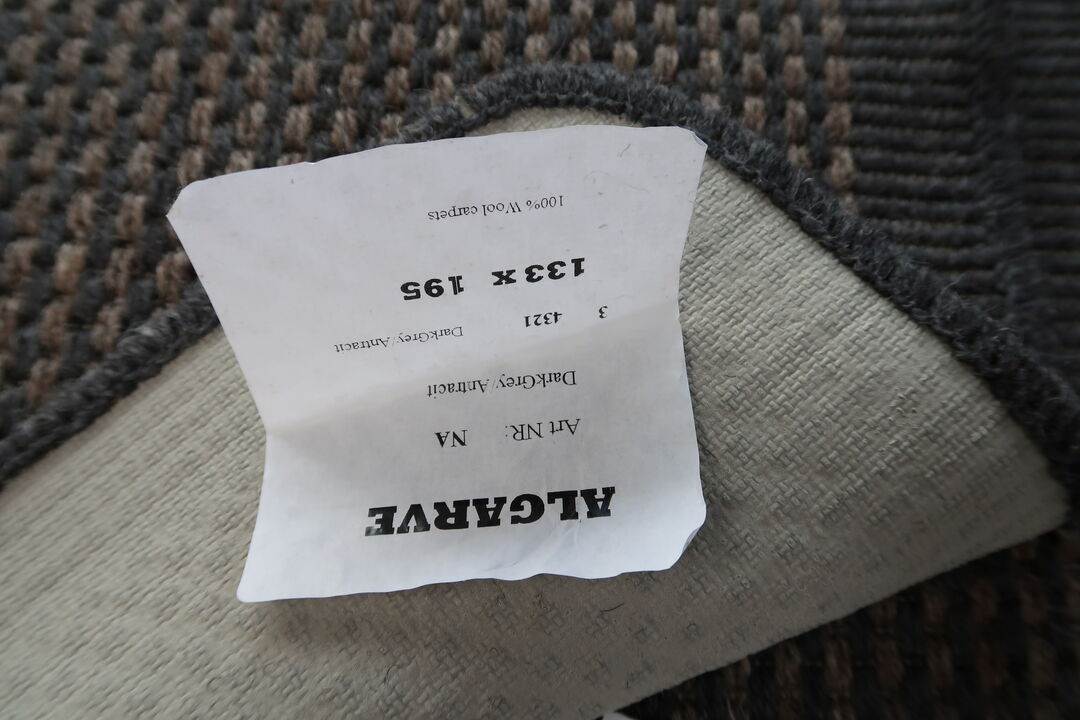 ALGARVE
Art NR: NA
DarkGrey/Antracit
3 4321 DarkGrey/Antracit
133 x 195
100% Wool carpets